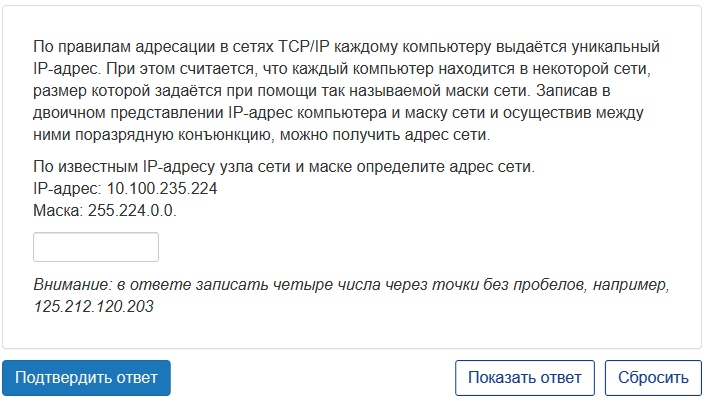 По правилам адресации в сетях TCP/IP каждому компьютеру выдаётся уникальный
IP-адрес. При этом считается, что каждый компьютер находится в некоторой сети,
размер которой задаётся при помощи так называемой маски сети. Записав в
двоичном представлении IP-адрес компьютера и маску сети и осуществив между
ними поразрядную конъюнкцию, можно получить адрес сети.
По известным IP-адресу узла сети и маске определите адрес сети.
IP-адрес: 10.100.235.224
Маска: 255.224.0.0.
Внимание: в ответе записать четыре числа через точки без пробелов, например,
125.212.120.203
Подтвердить ответ Показать ответ Сбросить